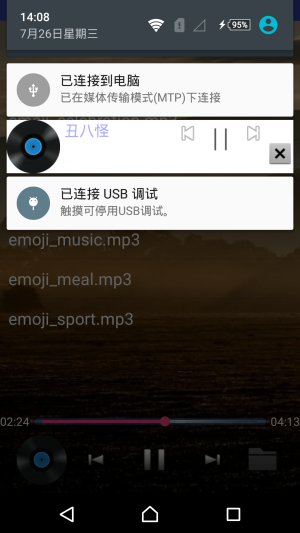 14:08
95%
7月26日星期三
已连接到电脑
已在媒体传输模式(MTP)下连接
丑八怪
已连接 USB 调试
触摸可停用USB调试。
emoji_music.mp3
emoji_meal.mp3
emoji_sport.mp3
02:24
04:13